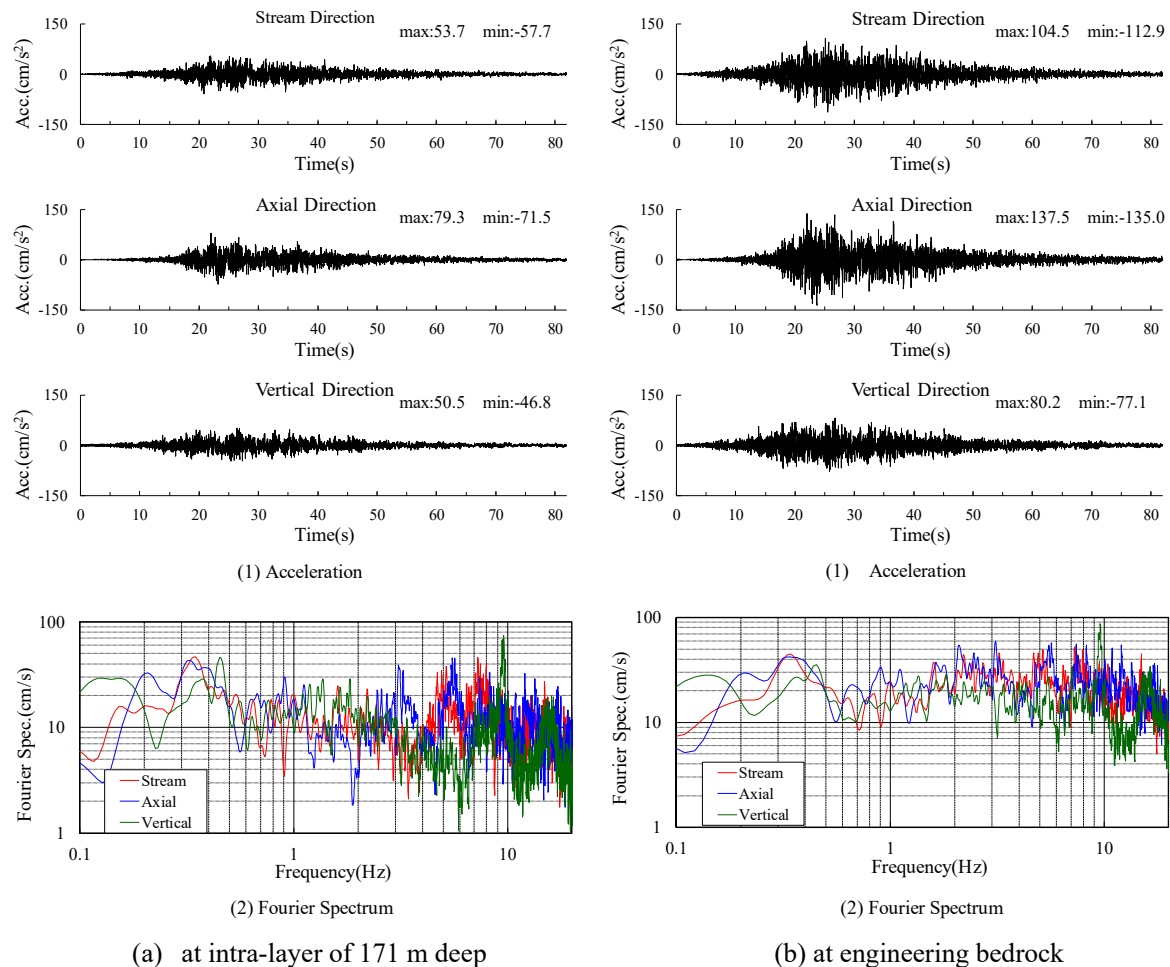 Stream Direction
max:53.7 min:-57.7
150
0
-150
Acc.(cm/s²)
0 10 20 30 40 50 60 70 80
Time(s)
Axial Direction
max:79.3 min:-71.5
150
0
-150
Acc.(cm/s²)
0 10 20 30 40 50 60 70 80
Time(s)
Vertical Direction
max:50.5 min:-46.8
150
0
-150
Acc.(cm/s²)
0 10 20 30 40 50 60 70 80
Time(s)
(1) Acceleration
100
10
1
Fourier Spec.(cm/s)
Stream
Axial
Vertical
0.1 1 10
Frequency(Hz)
(2) Fourier Spectrum
(a) at intra-layer of 171 m deep
Stream Direction
max:104.5 min:-112.9
150
0
-150
Acc.(cm/s²)
0 10 20 30 40 50 60 70 80
Time(s)
Axial Direction
max:137.5 min:-135.0
150
0
-150
Acc.(cm/s²)
0 10 20 30 40 50 60 70 80
Time(s)
Vertical Direction
max:80.2 min:-77.1
150
0
-150
Acc.(cm/s²)
0 10 20 30 40 50 60 70 80
Time(s)
(1) Acceleration
100
10
1
Fourier Spec.(cm/s)
Stream
Axial
Vertical
0.1 1 10
Frequency(Hz)
(2) Fourier Spectrum
(b) at engineering bedrock